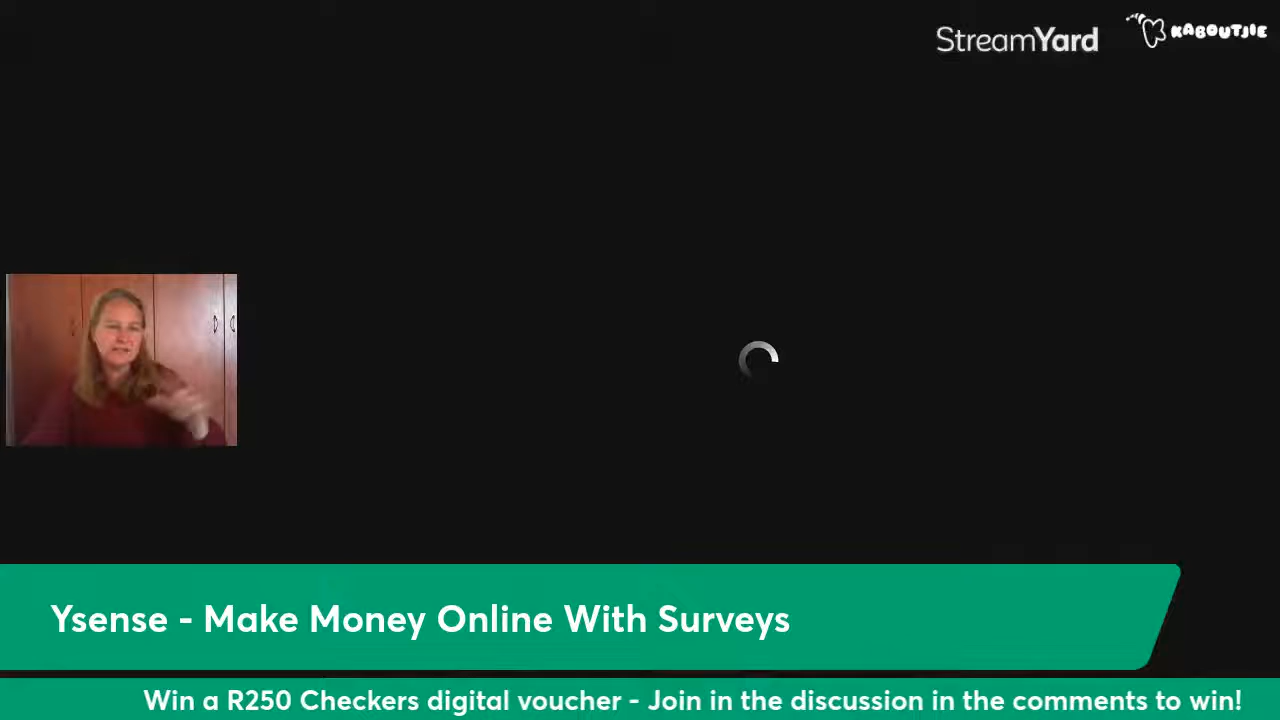 StreamYard
KABOUTJIE
Ysense - Make Money Online With Surveys
Win a R250 Checkers digital voucher - Join in the discussion in the comments to win!